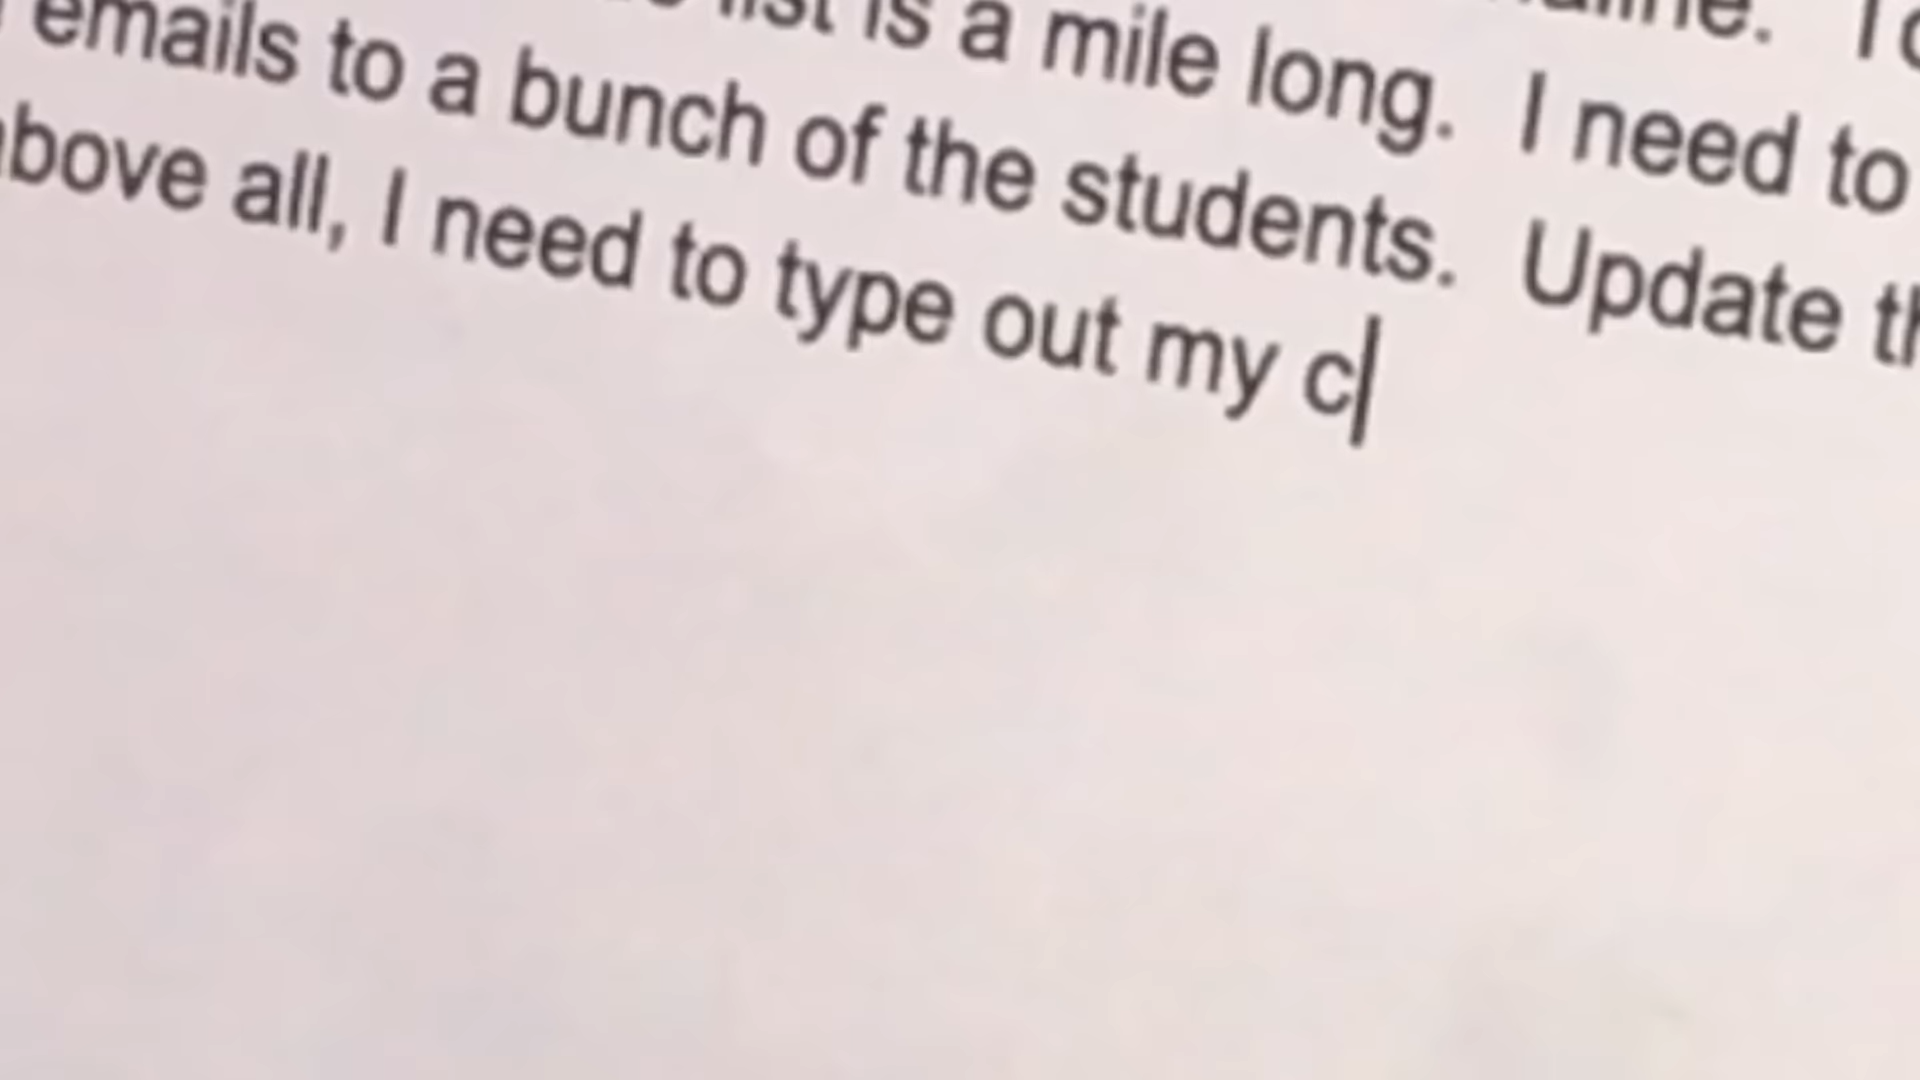 list is a mile long. I need to
emails to a bunch of the students. Update
above all, I need to type out my c